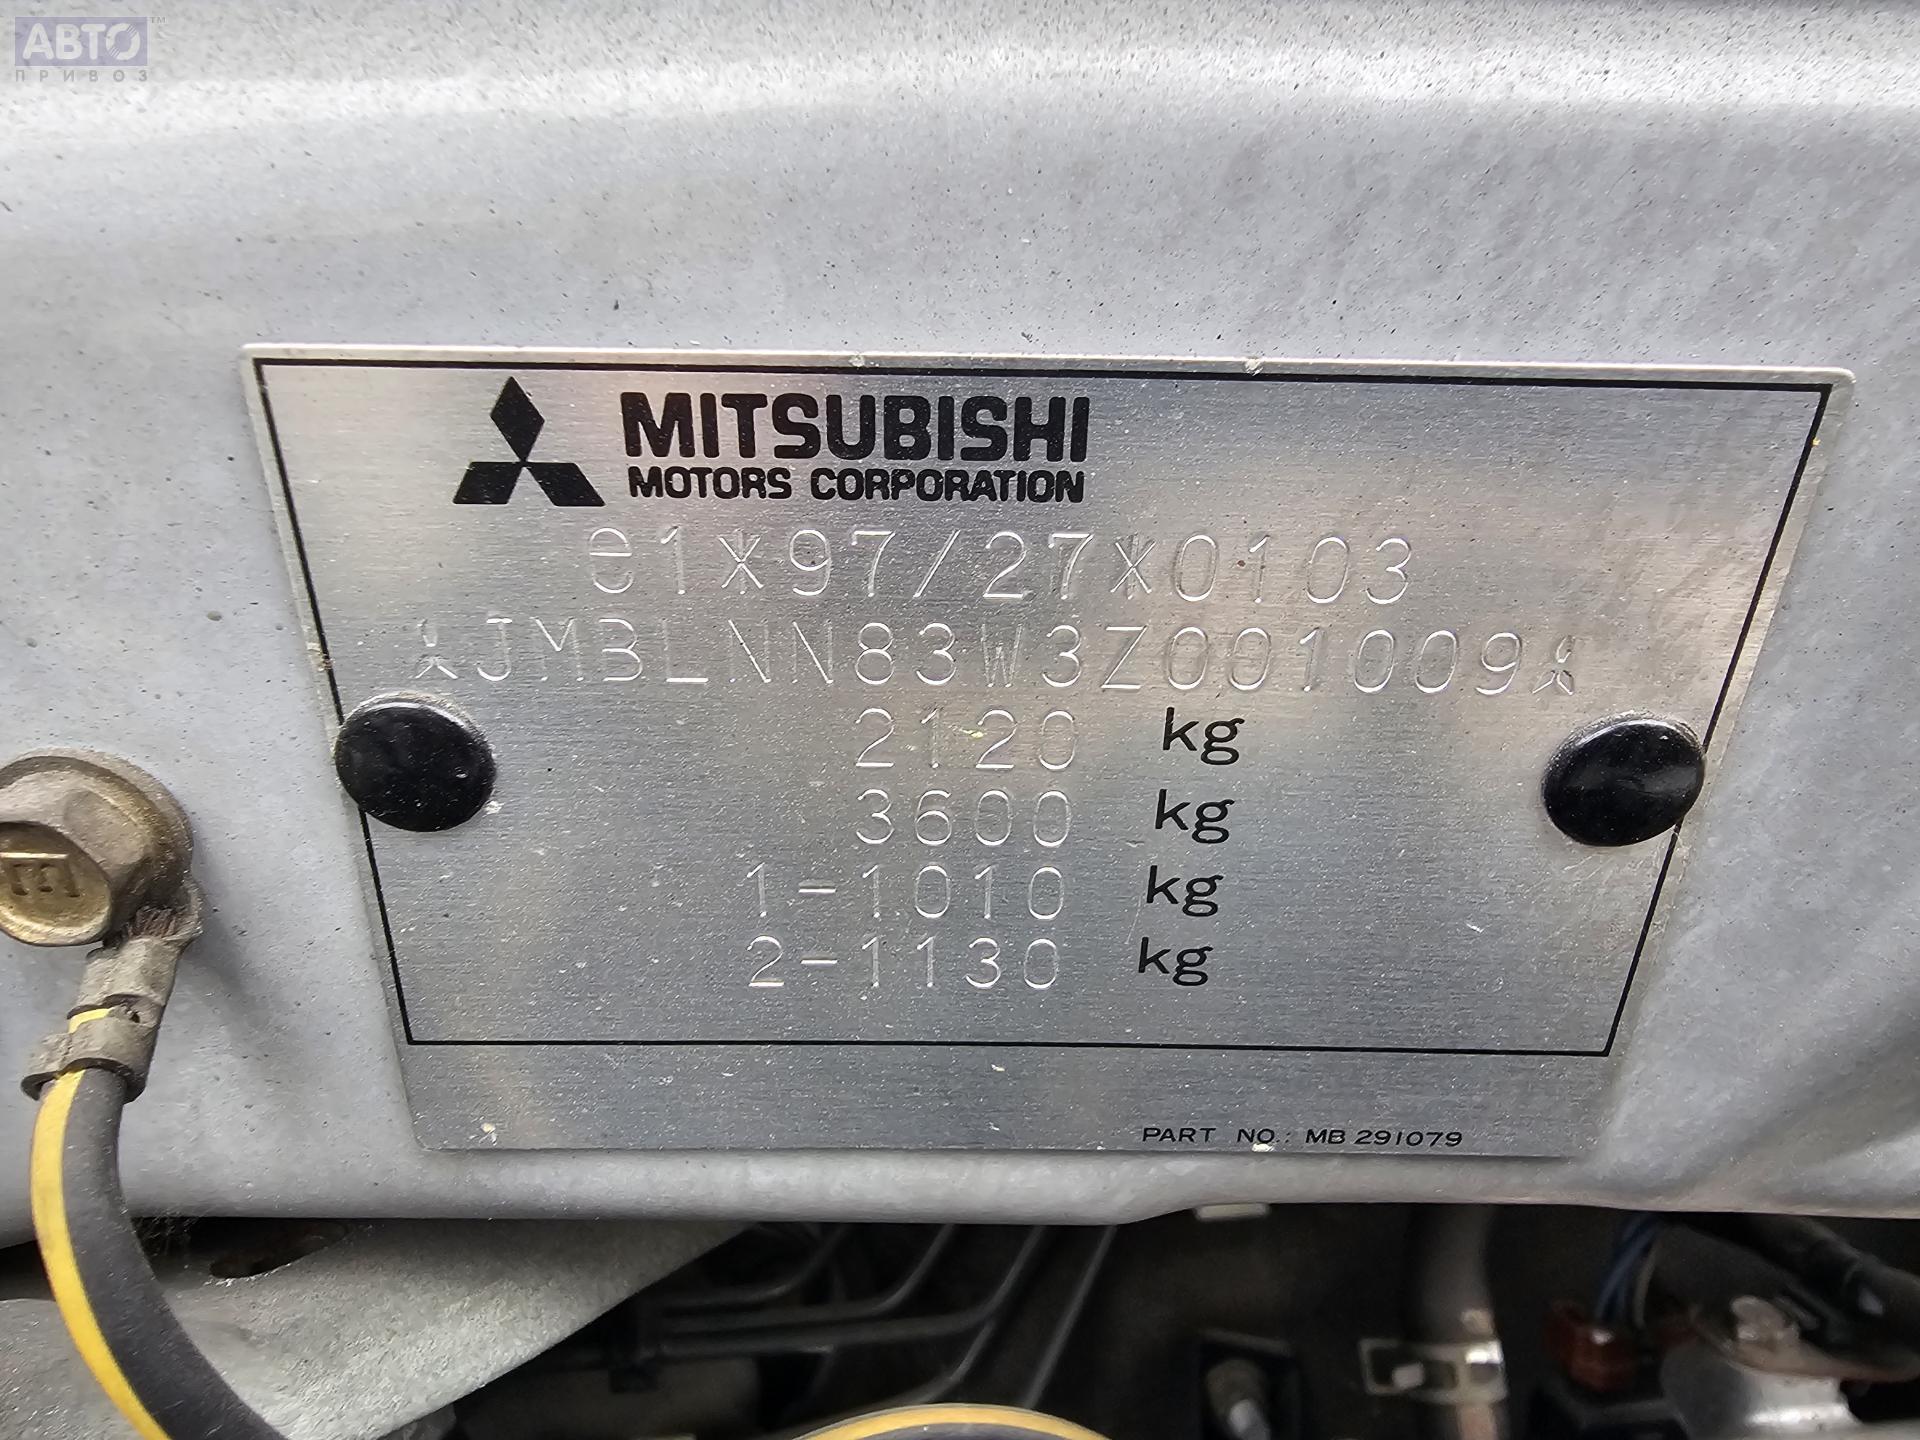 АВТО™
ПРИВОЗ
MITSUBISHI
MOTORS CORPORATION
e1*97/27*0103
*JMBLNN83W3Z001009*
2120 kg
3600 kg
1-1010 kg
2-1130 kg
PART NO.: MB 291079
E